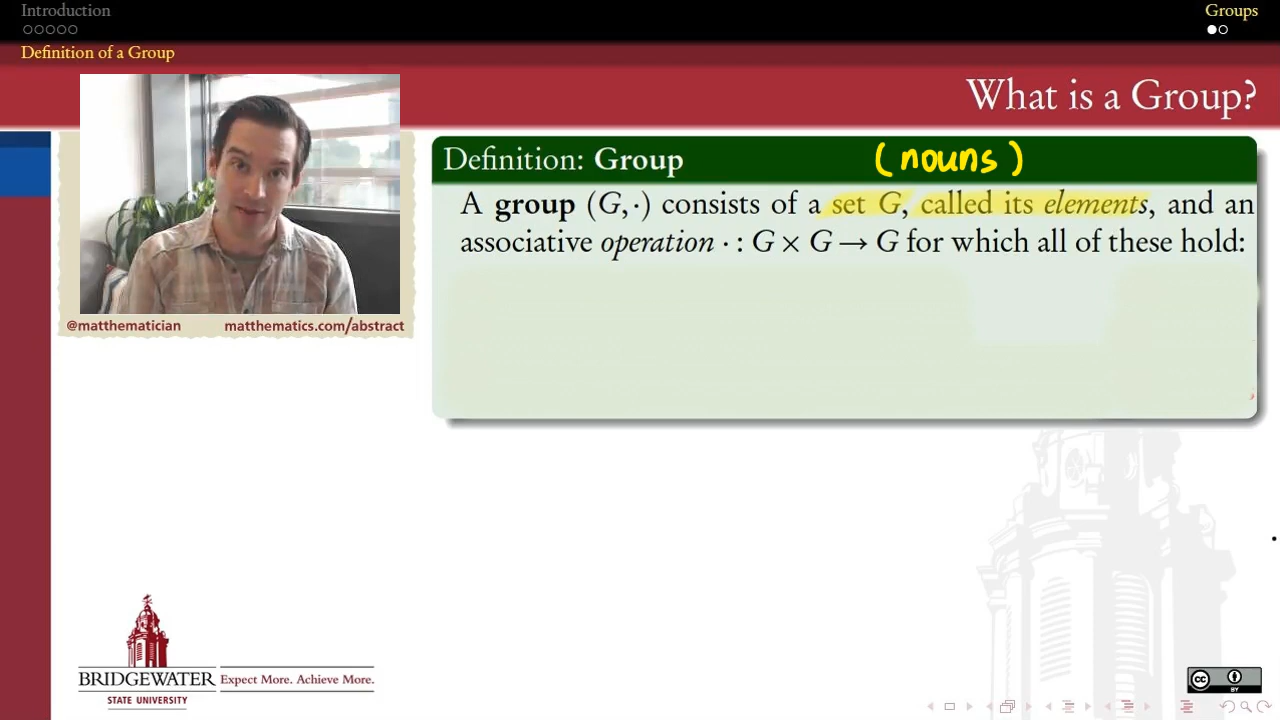 Introduction
Groups
Definition of a Group
What is a Group?
Definition: Group (nouns)
A group (G,·) consists of a set G, called its elements, and an
associative operation · : G × G → G for which all of these hold:
@matthematician matthematics.com/abstract
BRIDGEWATER Expect More. Achieve More.
STATE UNIVERSITY
CC BY